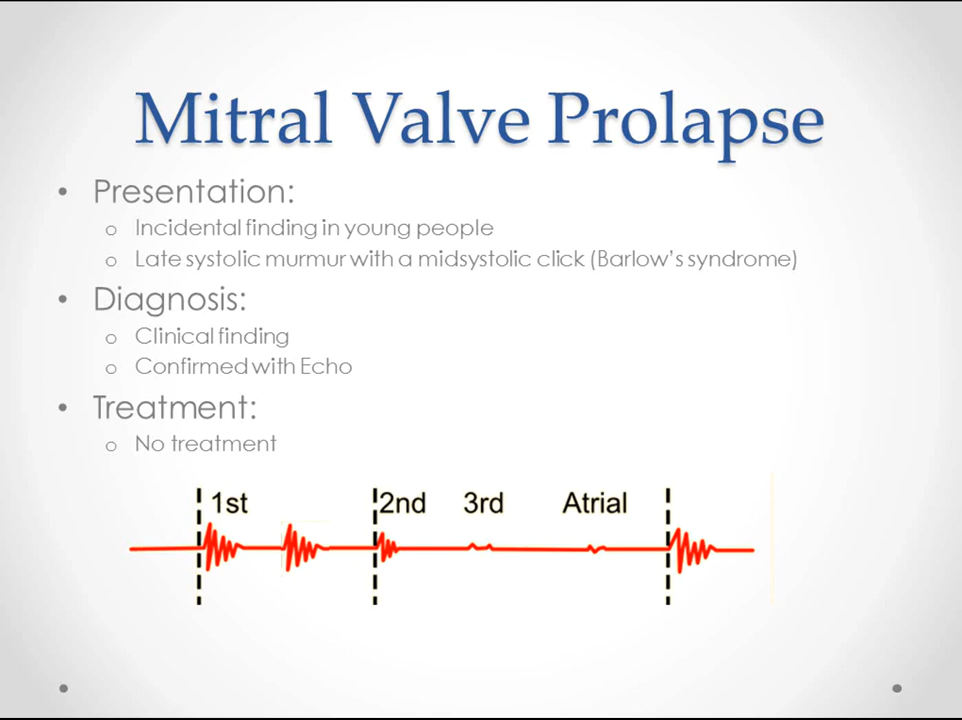 Mitral Valve Prolapse
• Presentation:
o Incidental finding in young people
o Late systolic murmur with a midsystolic click (Barlow's syndrome)
• Diagnosis:
o Clinical finding
o Confirmed with Echo
• Treatment:
o No treatment
1st 2nd 3rd Atrial